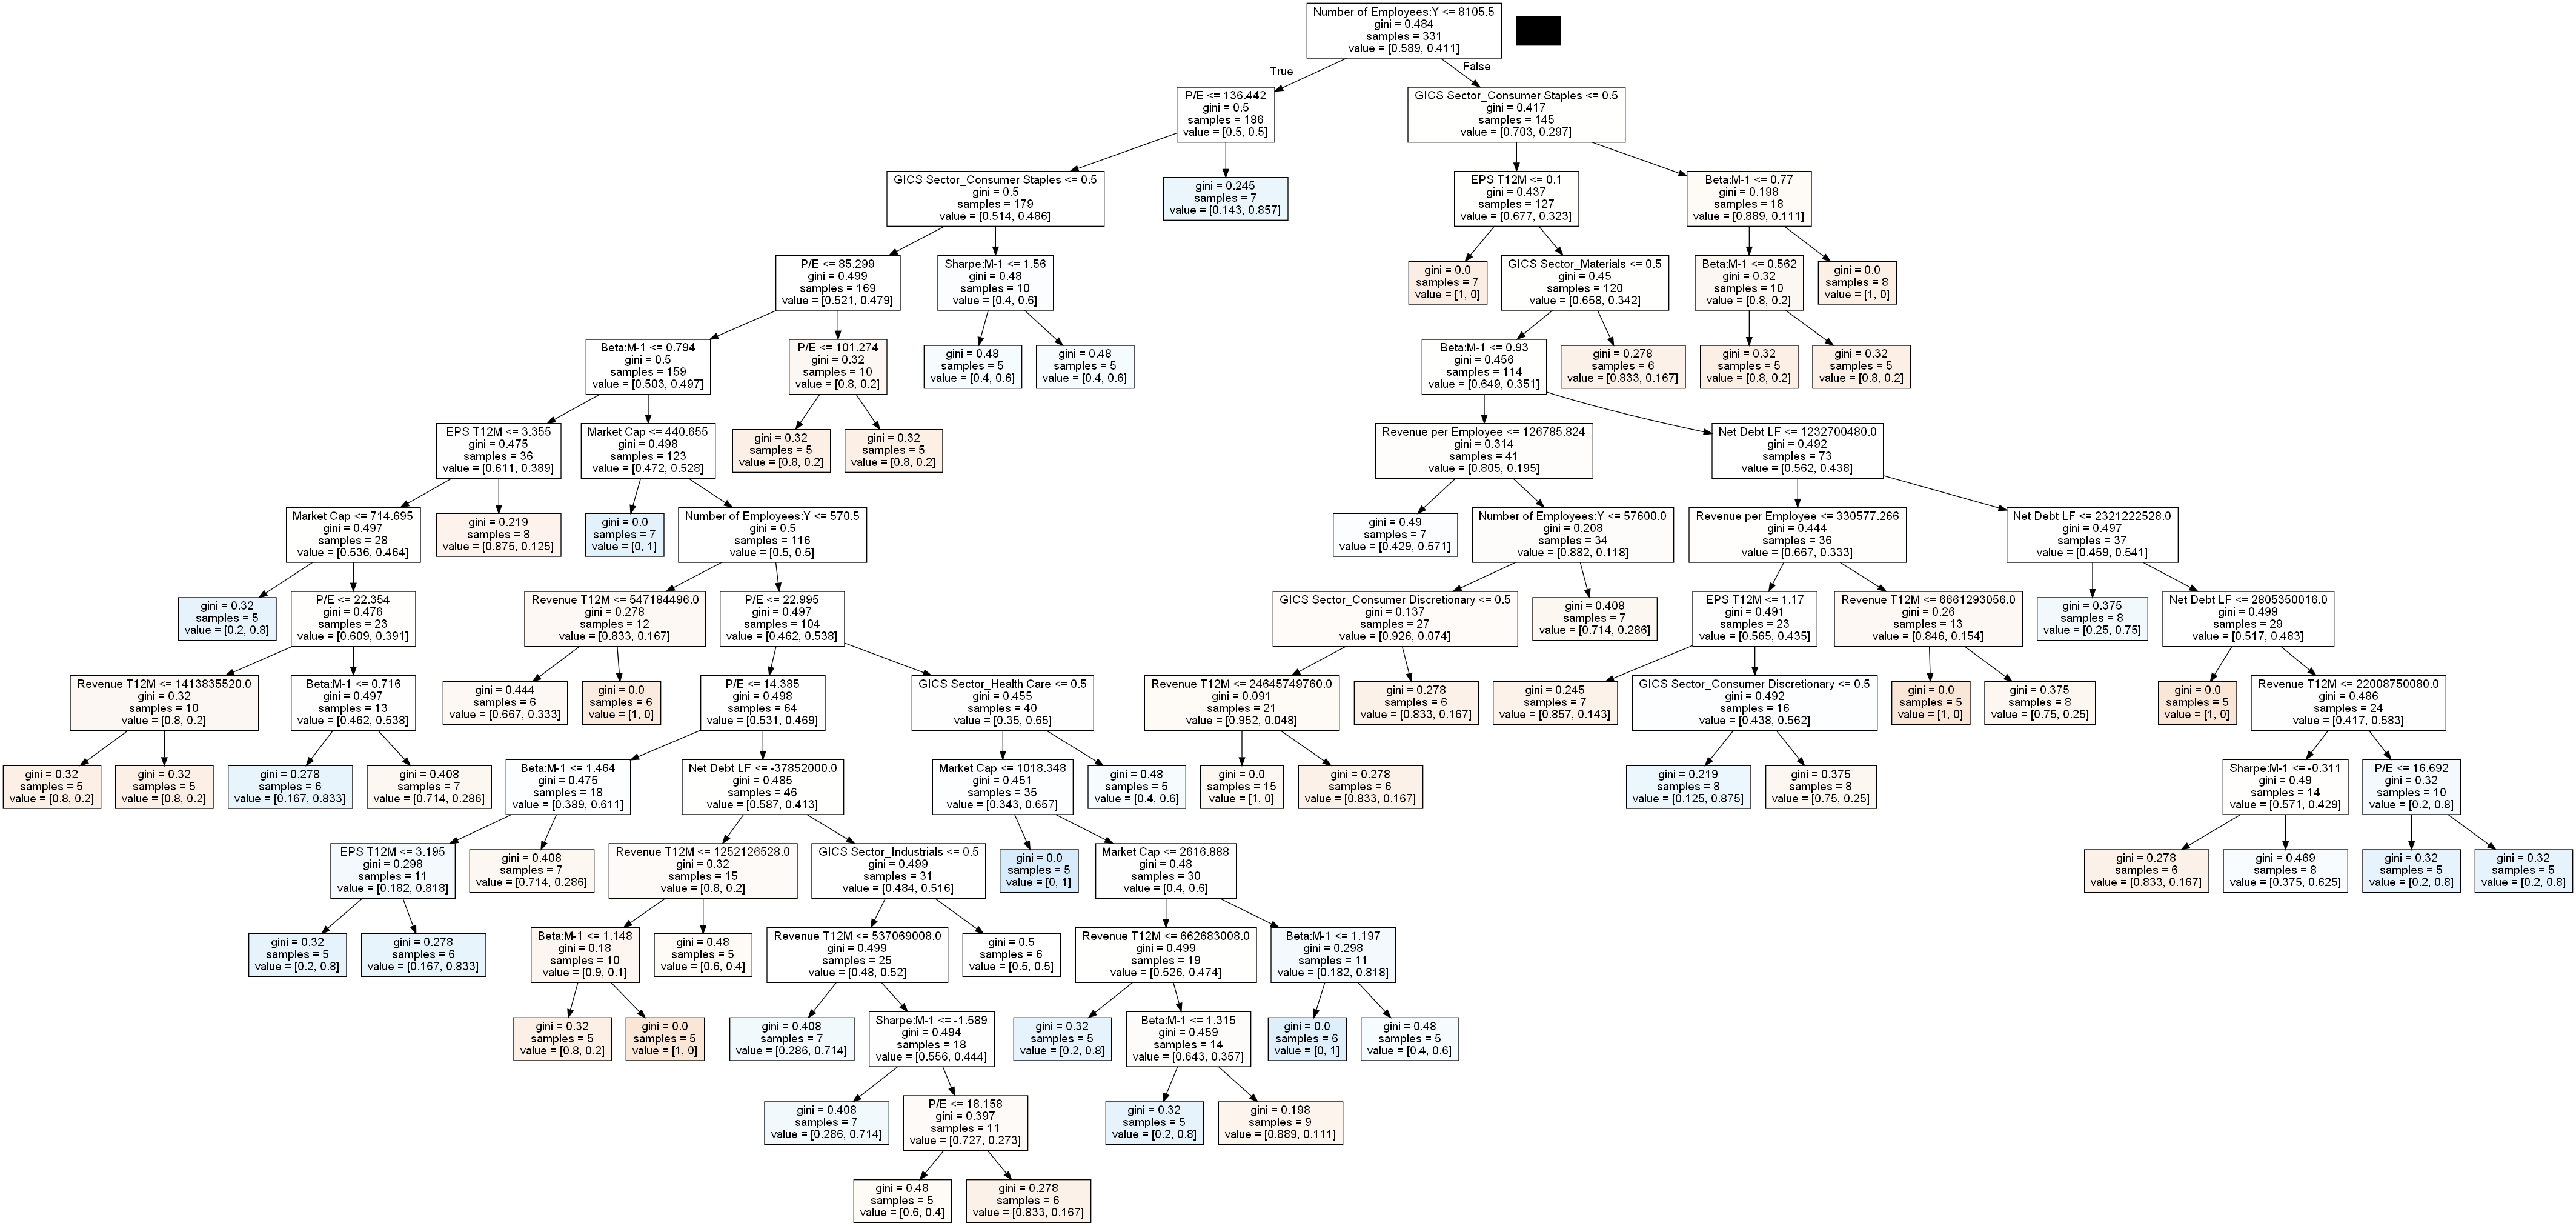 Number of Employees:Y <= 8105.5
gini = 0.484
samples = 331
value = [0.589, 0.411]
True
False
P/E <= 136.442
gini = 0.5
samples = 186
value = [0.5, 0.5]
GICS Sector_Consumer Staples <= 0.5
gini = 0.417
samples = 145
value = [0.703, 0.297]
GICS Sector_Consumer Staples <= 0.5
gini = 0.5
samples = 179
value = [0.514, 0.486]
gini = 0.245
samples = 7
value = [0.143, 0.857]
EPS T12M <= 0.1
gini = 0.437
samples = 127
value = [0.677, 0.323]
Beta:M-1 <= 0.77
gini = 0.198
samples = 18
value = [0.889, 0.111]
P/E <= 85.299
gini = 0.499
samples = 169
value = [0.521, 0.479]
Sharpe:M-1 <= 1.56
gini = 0.48
samples = 10
value = [0.4, 0.6]
gini = 0.0
samples = 7
value = [1, 0]
GICS Sector_Materials <= 0.5
gini = 0.45
samples = 120
value = [0.658, 0.342]
Beta:M-1 <= 0.562
gini = 0.32
samples = 10
value = [0.8, 0.2]
gini = 0.0
samples = 8
value = [1, 0]
Beta:M-1 <= 0.794
gini = 0.5
samples = 159
value = [0.503, 0.497]
P/E <= 101.274
gini = 0.32
samples = 10
value = [0.8, 0.2]
gini = 0.48
samples = 5
value = [0.4, 0.6]
gini = 0.48
samples = 5
value = [0.4, 0.6]
Beta:M-1 <= 0.93
gini = 0.456
samples = 114
value = [0.649, 0.351]
gini = 0.278
samples = 6
value = [0.833, 0.167]
gini = 0.32
samples = 5
value = [0.8, 0.2]
gini = 0.32
samples = 5
value = [0.8, 0.2]
EPS T12M <= 3.355
gini = 0.475
samples = 36
value = [0.611, 0.389]
Market Cap <= 440.655
gini = 0.498
samples = 123
value = [0.472, 0.528]
gini = 0.32
samples = 5
value = [0.8, 0.2]
gini = 0.32
samples = 5
value = [0.8, 0.2]
Revenue per Employee <= 126785.824
gini = 0.314
samples = 41
value = [0.805, 0.195]
Net Debt LF <= 1232700480.0
gini = 0.492
samples = 73
value = [0.562, 0.438]
Market Cap <= 714.695
gini = 0.497
samples = 28
value = [0.536, 0.464]
gini = 0.219
samples = 8
value = [0.875, 0.125]
gini = 0.0
samples = 7
value = [0, 1]
Number of Employees:Y <= 570.5
gini = 0.5
samples = 116
value = [0.5, 0.5]
gini = 0.49
samples = 7
value = [0.429, 0.571]
Number of Employees:Y <= 57600.0
gini = 0.208
samples = 34
value = [0.882, 0.118]
Revenue per Employee <= 330577.266
gini = 0.444
samples = 36
value = [0.667, 0.333]
Net Debt LF <= 2321222528.0
gini = 0.497
samples = 37
value = [0.459, 0.541]
gini = 0.32
samples = 5
value = [0.2, 0.8]
P/E <= 22.354
gini = 0.476
samples = 23
value = [0.609, 0.391]
Revenue T12M <= 547184496.0
gini = 0.278
samples = 12
value = [0.833, 0.167]
P/E <= 22.995
gini = 0.497
samples = 104
value = [0.462, 0.538]
GICS Sector_Consumer Discretionary <= 0.5
gini = 0.137
samples = 27
value = [0.926, 0.074]
gini = 0.408
samples = 7
value = [0.714, 0.286]
EPS T12M <= 1.17
gini = 0.491
samples = 23
value = [0.565, 0.435]
Revenue T12M <= 6661293056.0
gini = 0.26
samples = 13
value = [0.846, 0.154]
gini = 0.375
samples = 8
value = [0.25, 0.75]
Net Debt LF <= 2805350016.0
gini = 0.499
samples = 29
value = [0.517, 0.483]
Revenue T12M <= 1413835520.0
gini = 0.32
samples = 10
value = [0.8, 0.2]
Beta:M-1 <= 0.716
gini = 0.497
samples = 13
value = [0.462, 0.538]
gini = 0.444
samples = 6
value = [0.667, 0.333]
gini = 0.0
samples = 6
value = [1, 0]
P/E <= 14.385
gini = 0.498
samples = 64
value = [0.531, 0.469]
GICS Sector_Health Care <= 0.5
gini = 0.455
samples = 40
value = [0.35, 0.65]
Revenue T12M <= 24645749760.0
gini = 0.091
samples = 21
value = [0.952, 0.048]
gini = 0.278
samples = 6
value = [0.833, 0.167]
gini = 0.245
samples = 7
value = [0.857, 0.143]
GICS Sector_Consumer Discretionary <= 0.5
gini = 0.492
samples = 16
value = [0.438, 0.562]
gini = 0.0
samples = 5
value = [1, 0]
gini = 0.375
samples = 8
value = [0.75, 0.25]
gini = 0.0
samples = 5
value = [1, 0]
Revenue T12M <= 22008750080.0
gini = 0.486
samples = 24
value = [0.417, 0.583]
gini = 0.32
samples = 5
value = [0.8, 0.2]
gini = 0.32
samples = 5
value = [0.8, 0.2]
gini = 0.278
samples = 6
value = [0.167, 0.833]
gini = 0.408
samples = 7
value = [0.714, 0.286]
Beta:M-1 <= 1.464
gini = 0.475
samples = 18
value = [0.389, 0.611]
Net Debt LF <= -37852000.0
gini = 0.485
samples = 46
value = [0.587, 0.413]
Market Cap <= 1018.348
gini = 0.451
samples = 35
value = [0.343, 0.657]
gini = 0.48
samples = 5
value = [0.4, 0.6]
gini = 0.0
samples = 15
value = [1, 0]
gini = 0.278
samples = 6
value = [0.833, 0.167]
gini = 0.219
samples = 8
value = [0.125, 0.875]
gini = 0.375
samples = 8
value = [0.75, 0.25]
Sharpe:M-1 <= -0.311
gini = 0.49
samples = 14
value = [0.571, 0.429]
P/E <= 16.692
gini = 0.32
samples = 10
value = [0.2, 0.8]
EPS T12M <= 3.195
gini = 0.298
samples = 11
value = [0.182, 0.818]
gini = 0.408
samples = 7
value = [0.714, 0.286]
Revenue T12M <= 1252126528.0
gini = 0.32
samples = 15
value = [0.8, 0.2]
GICS Sector_Industrials <= 0.5
gini = 0.499
samples = 31
value = [0.484, 0.516]
gini = 0.0
samples = 5
value = [0, 1]
Market Cap <= 2616.888
gini = 0.48
samples = 30
value = [0.4, 0.6]
gini = 0.278
samples = 6
value = [0.833, 0.167]
gini = 0.469
samples = 8
value = [0.375, 0.625]
gini = 0.32
samples = 5
value = [0.2, 0.8]
gini = 0.32
samples = 5
value = [0.2, 0.8]
gini = 0.32
samples = 5
value = [0.2, 0.8]
gini = 0.278
samples = 6
value = [0.167, 0.833]
Beta:M-1 <= 1.148
gini = 0.18
samples = 10
value = [0.9, 0.1]
gini = 0.48
samples = 5
value = [0.6, 0.4]
Revenue T12M <= 537069008.0
gini = 0.499
samples = 25
value = [0.48, 0.52]
gini = 0.5
samples = 6
value = [0.5, 0.5]
Revenue T12M <= 662683008.0
gini = 0.499
samples = 19
value = [0.526, 0.474]
Beta:M-1 <= 1.197
gini = 0.298
samples = 11
value = [0.182, 0.818]
gini = 0.32
samples = 5
value = [0.8, 0.2]
gini = 0.0
samples = 5
value = [1, 0]
gini = 0.408
samples = 7
value = [0.286, 0.714]
Sharpe:M-1 <= -1.589
gini = 0.494
samples = 18
value = [0.556, 0.444]
gini = 0.32
samples = 5
value = [0.2, 0.8]
Beta:M-1 <= 1.315
gini = 0.459
samples = 14
value = [0.643, 0.357]
gini = 0.0
samples = 6
value = [0, 1]
gini = 0.48
samples = 5
value = [0.4, 0.6]
gini = 0.408
samples = 7
value = [0.286, 0.714]
P/E <= 18.158
gini = 0.397
samples = 11
value = [0.727, 0.273]
gini = 0.32
samples = 5
value = [0.2, 0.8]
gini = 0.198
samples = 9
value = [0.889, 0.111]
gini = 0.48
samples = 5
value = [0.6, 0.4]
gini = 0.278
samples = 6
value = [0.833, 0.167]